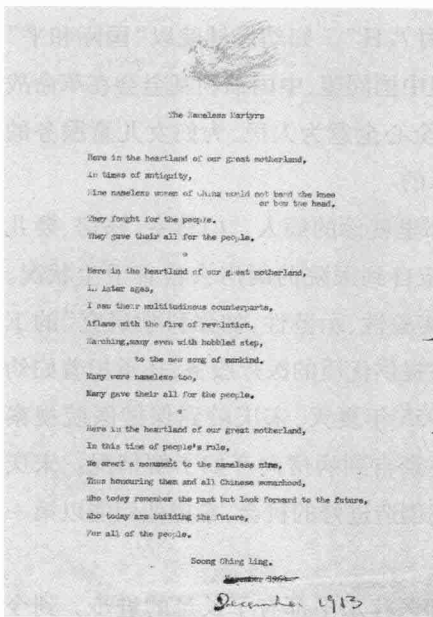 The Nameless Martyrs
Here in the heartland of our great motherland,
In times of antiquity,
Nine nameless women of China would not bend the knee
or bow the head.
They fought for the people.
They gave their all for the people.
*
Here in the heartland of our great motherland,
In later ages,
I saw their multitudinous counterparts,
Aflame with the fire of revolution,
Marching, many even with hobbled step,
to the new song of mankind.
Many were nameless too,
Many gave their all for the people.
*
Here in the heartland of our great motherland,
In this time of people's rule,
We erect a monument to the nameless nine,
Thus honouring them and all Chinese womanhood,
Who today remember the past but look forward to the future,
Who today are building the future,
For all of the people.
Soong Ching Ling.
December